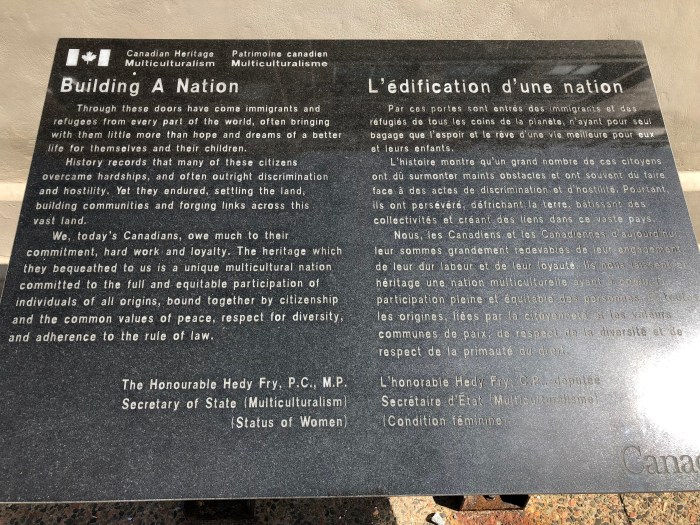 Canadian Heritage
Multiculturalism
Patrimoine canadien
Multiculturalisme
Building A Nation
Through these doors have come immigrants and
refugees from every part of the world, often bringing
with them little more than hope and dreams of a better
life for themselves and their children.
History records that many of these citizens
overcame hardships, and often outright discrimination
and hostility. Yet they endured, settling the land,
building communities and forging links across this
vast land.
We, today's Canadians, owe much to their
commitment, hard work and loyalty. The heritage which
they bequeathed to us is a unique multicultural nation
committed to the full and equitable participation of
individuals of all origins, bound together by citizenship
and the common values of peace, respect for diversity,
and adherence to the rule of law.
The Honourable Hedy Fry, P.C., M.P.
Secretary of State (Multiculturalism)
(Status of Women)
L'édification d'une nation
Par ces portes sont entrés des immigrants et des
réfugiés de tous les coins de la planète, n'ayant pour seul
bagage que l'espoir et le rêve d'une vie meilleure pour eux
et leurs enfants.
L'histoire montre qu'un grand nombre de ces citoyens
ont dû surmonter maints obstacles et ont souvent dû faire
face à des actes de discrimination et d'hostilité. Pourtant,
ils ont persévéré, défrichant la terre, bâtissant des
collectivités et créant des liens dans ce vaste pays.
Nous, les Canadiens et les Canadiennes d'aujourd'hui,
leur sommes grandement redevables de leur engagement,
de leur dur labeur et de leur loyauté. Ils nous
héritage une nation multiculturelle ayant
participation pleine et équitable des personnes de tout
les origines, liées par la citoyenneté et les valeurs
communes de paix, de respect de la diversité et de
respect de la primauté du droit.
L'honorable Hedy Fry, C.P., députée
Secrétaire d'État (Multiculturalisme)
(Condition féminine)